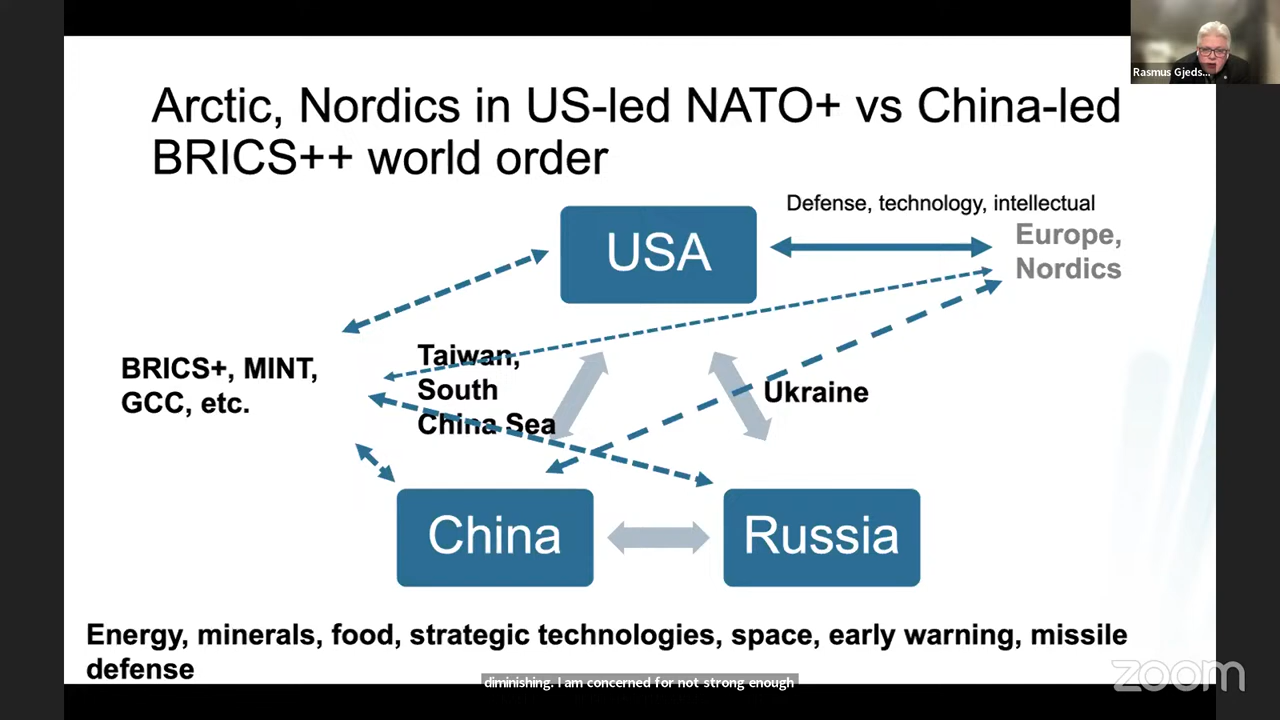 Rasmus Gjeds...
Arctic, Nordics in US-led NATO+ vs China-led
BRICS++ world order
Defense, technology, intellectual
USA
Europe,
Nordics
BRICS+, MINT,
GCC, etc.
Taiwan,
South
China Sea
Ukraine
China
Russia
Energy, minerals, food, strategic technologies, space, early warning, missile
defense
diminishing. I am concerned for not strong enough
zoom